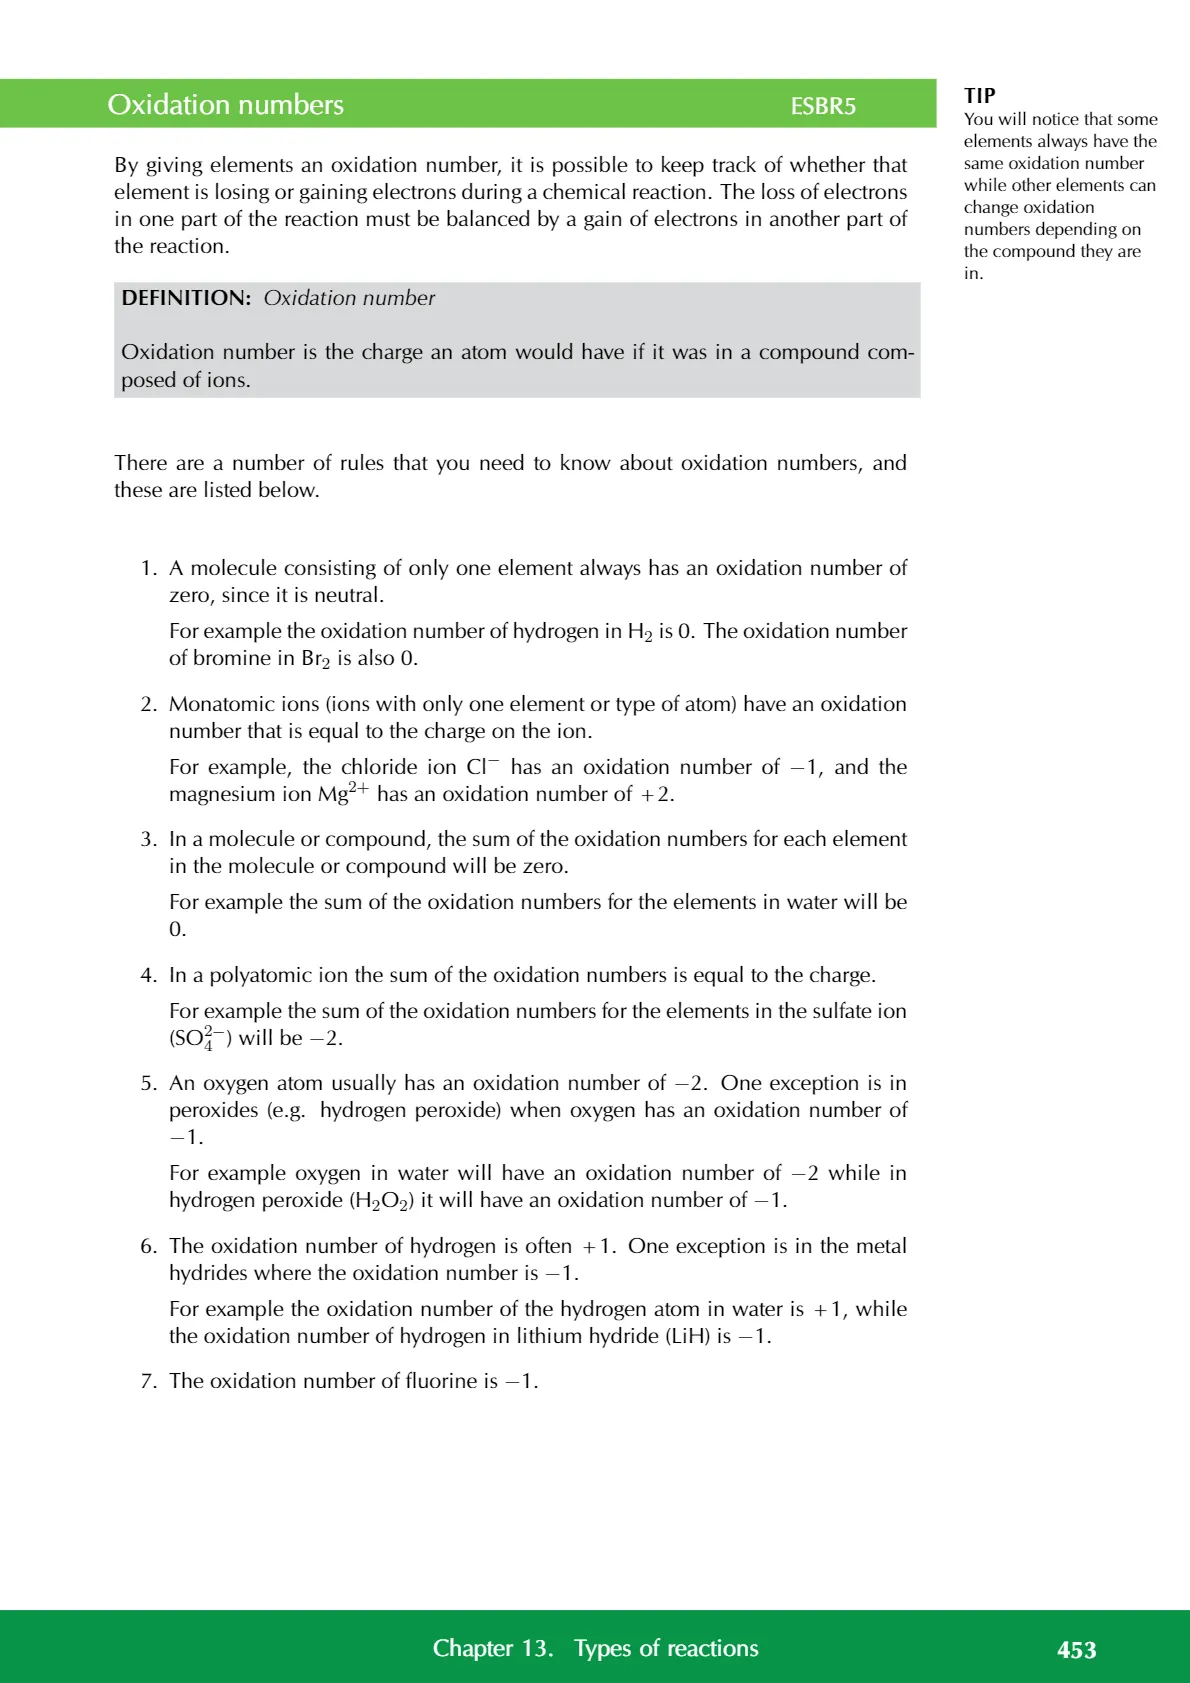 Oxidation numbers ESBR5
By giving elements an oxidation number, it is possible to keep track of whether that
element is losing or gaining electrons during a chemical reaction. The loss of electrons
in one part of the reaction must be balanced by a gain of electrons in another part of
the reaction.
DEFINITION: Oxidation number
Oxidation number is the charge an atom would have if it was in a compound com-
posed of ions.
There are a number of rules that you need to know about oxidation numbers, and
these are listed below.
1. A molecule consisting of only one element always has an oxidation number of
zero, since it is neutral.
For example the oxidation number of hydrogen in H₂ is 0. The oxidation number
of bromine in Br₂ is also 0.
2. Monatomic ions (ions with only one element or type of atom) have an oxidation
number that is equal to the charge on the ion.
For example, the chloride ion Cl⁻ has an oxidation number of −1, and the
magnesium ion Mg²⁺ has an oxidation number of +2.
3. In a molecule or compound, the sum of the oxidation numbers for each element
in the molecule or compound will be zero.
For example the sum of the oxidation numbers for the elements in water will be
0.
4. In a polyatomic ion the sum of the oxidation numbers is equal to the charge.
For example the sum of the oxidation numbers for the elements in the sulfate ion
(SO₄²⁻) will be −2.
5. An oxygen atom usually has an oxidation number of −2. One exception is in
peroxides (e.g. hydrogen peroxide) when oxygen has an oxidation number of
−1.
For example oxygen in water will have an oxidation number of −2 while in
hydrogen peroxide (H₂O₂) it will have an oxidation number of −1.
6. The oxidation number of hydrogen is often +1. One exception is in the metal
hydrides where the oxidation number is −1.
For example the oxidation number of the hydrogen atom in water is +1, while
the oxidation number of hydrogen in lithium hydride (LiH) is −1.
7. The oxidation number of fluorine is −1.
TIP
You will notice that some
elements always have the
same oxidation number
while other elements can
change oxidation
numbers depending on
the compound they are
in.
Chapter 13. Types of reactions 453